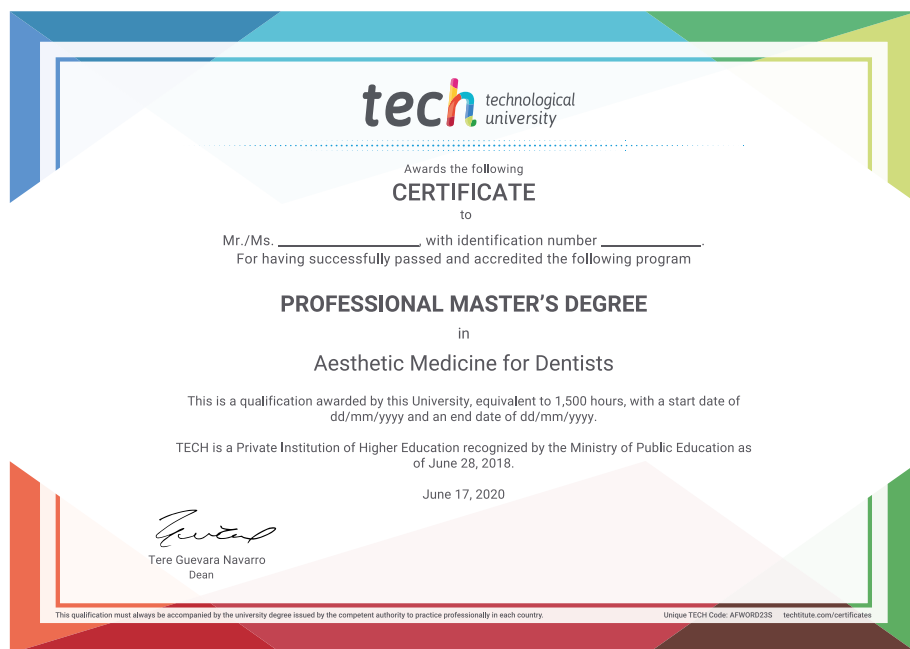 tech technological
university
Awards the following
CERTIFICATE
to
Mr./Ms. ____________________, with identification number ______________.
For having successfully passed and accredited the following program
PROFESSIONAL MASTER'S DEGREE
in
Aesthetic Medicine for Dentists
This is a qualification awarded by this University, equivalent to 1,500 hours, with a start date of
dd/mm/yyyy and an end date of dd/mm/yyyy.
TECH is a Private Institution of Higher Education recognized by the Ministry of Public Education as
of June 28, 2018.
June 17, 2020
Tere Guevara Navarro
Dean
This qualification must always be accompanied by the university degree issued by the competent authority to practice professionally in each country.
Unique TECH Code: AFWORD23S techtitute.com/certificates